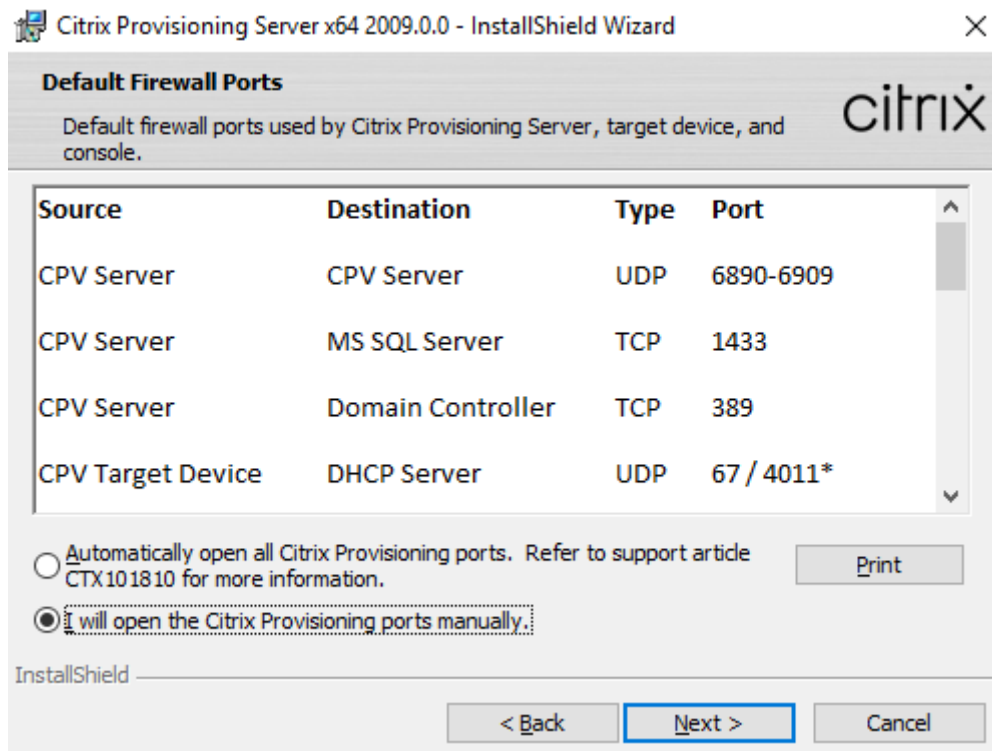 Citrix Provisioning Server x64 2009.0.0 - InstallShield Wizard
Default Firewall Ports
Default firewall ports used by Citrix Provisioning Server, target device, and
console.
citrix
Source Destination Type Port
CPV Server CPV Server UDP 6890-6909
CPV Server MS SQL Server TCP 1433
CPV Server Domain Controller TCP 389
CPV Target Device DHCP Server UDP 67 / 4011*
Automatically open all Citrix Provisioning ports. Refer to support article
CTX101810 for more information.
Print
I will open the Citrix Provisioning ports manually.
InstallShield
< Back Next > Cancel